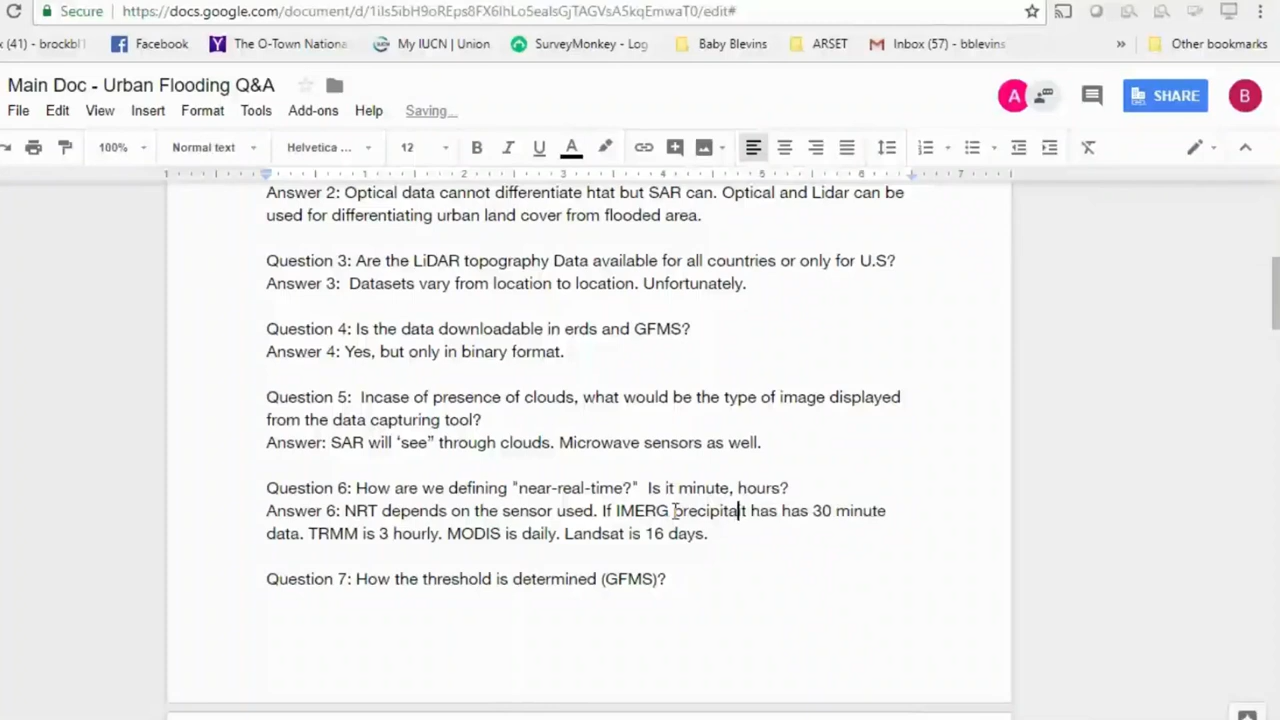 Secure https://docs.google.com/document/d/1iIs5ibH9oREps8FX6IhLo5ealsGjTAGVsA5kqEmwaT0/edit#
(41) - brockbl Facebook The O-Town Nationa My IUCN | Union SurveyMonkey - Log Baby Blevins ARSET Inbox (57) - bblevins » Other bookmarks
Main Doc - Urban Flooding Q&A
A SHARE B
File Edit View Insert Format Tools Add-ons Help Saving...
100% Normal text Helvetica ... 12 B I U A
1 2 3 4 5 6 7
Answer 2: Optical data cannot differentiate htat but SAR can. Optical and Lidar can be
used for differentiating urban land cover from flooded area.
Question 3: Are the LiDAR topography Data available for all countries or only for U.S?
Answer 3:  Datasets vary from location to location. Unfortunately.
Question 4: Is the data downloadable in erds and GFMS?
Answer 4: Yes, but only in binary format.
Question 5:  Incase of presence of clouds, what would be the type of image displayed
from the data capturing tool?
Answer: SAR will ‘see” through clouds. Microwave sensors as well.
Question 6: How are we defining "near-real-time?"  Is it minute, hours?
Answer 6: NRT depends on the sensor used. If IMERG precipitait has has 30 minute
data. TRMM is 3 hourly. MODIS is daily. Landsat is 16 days.
Question 7: How the threshold is determined (GFMS)?